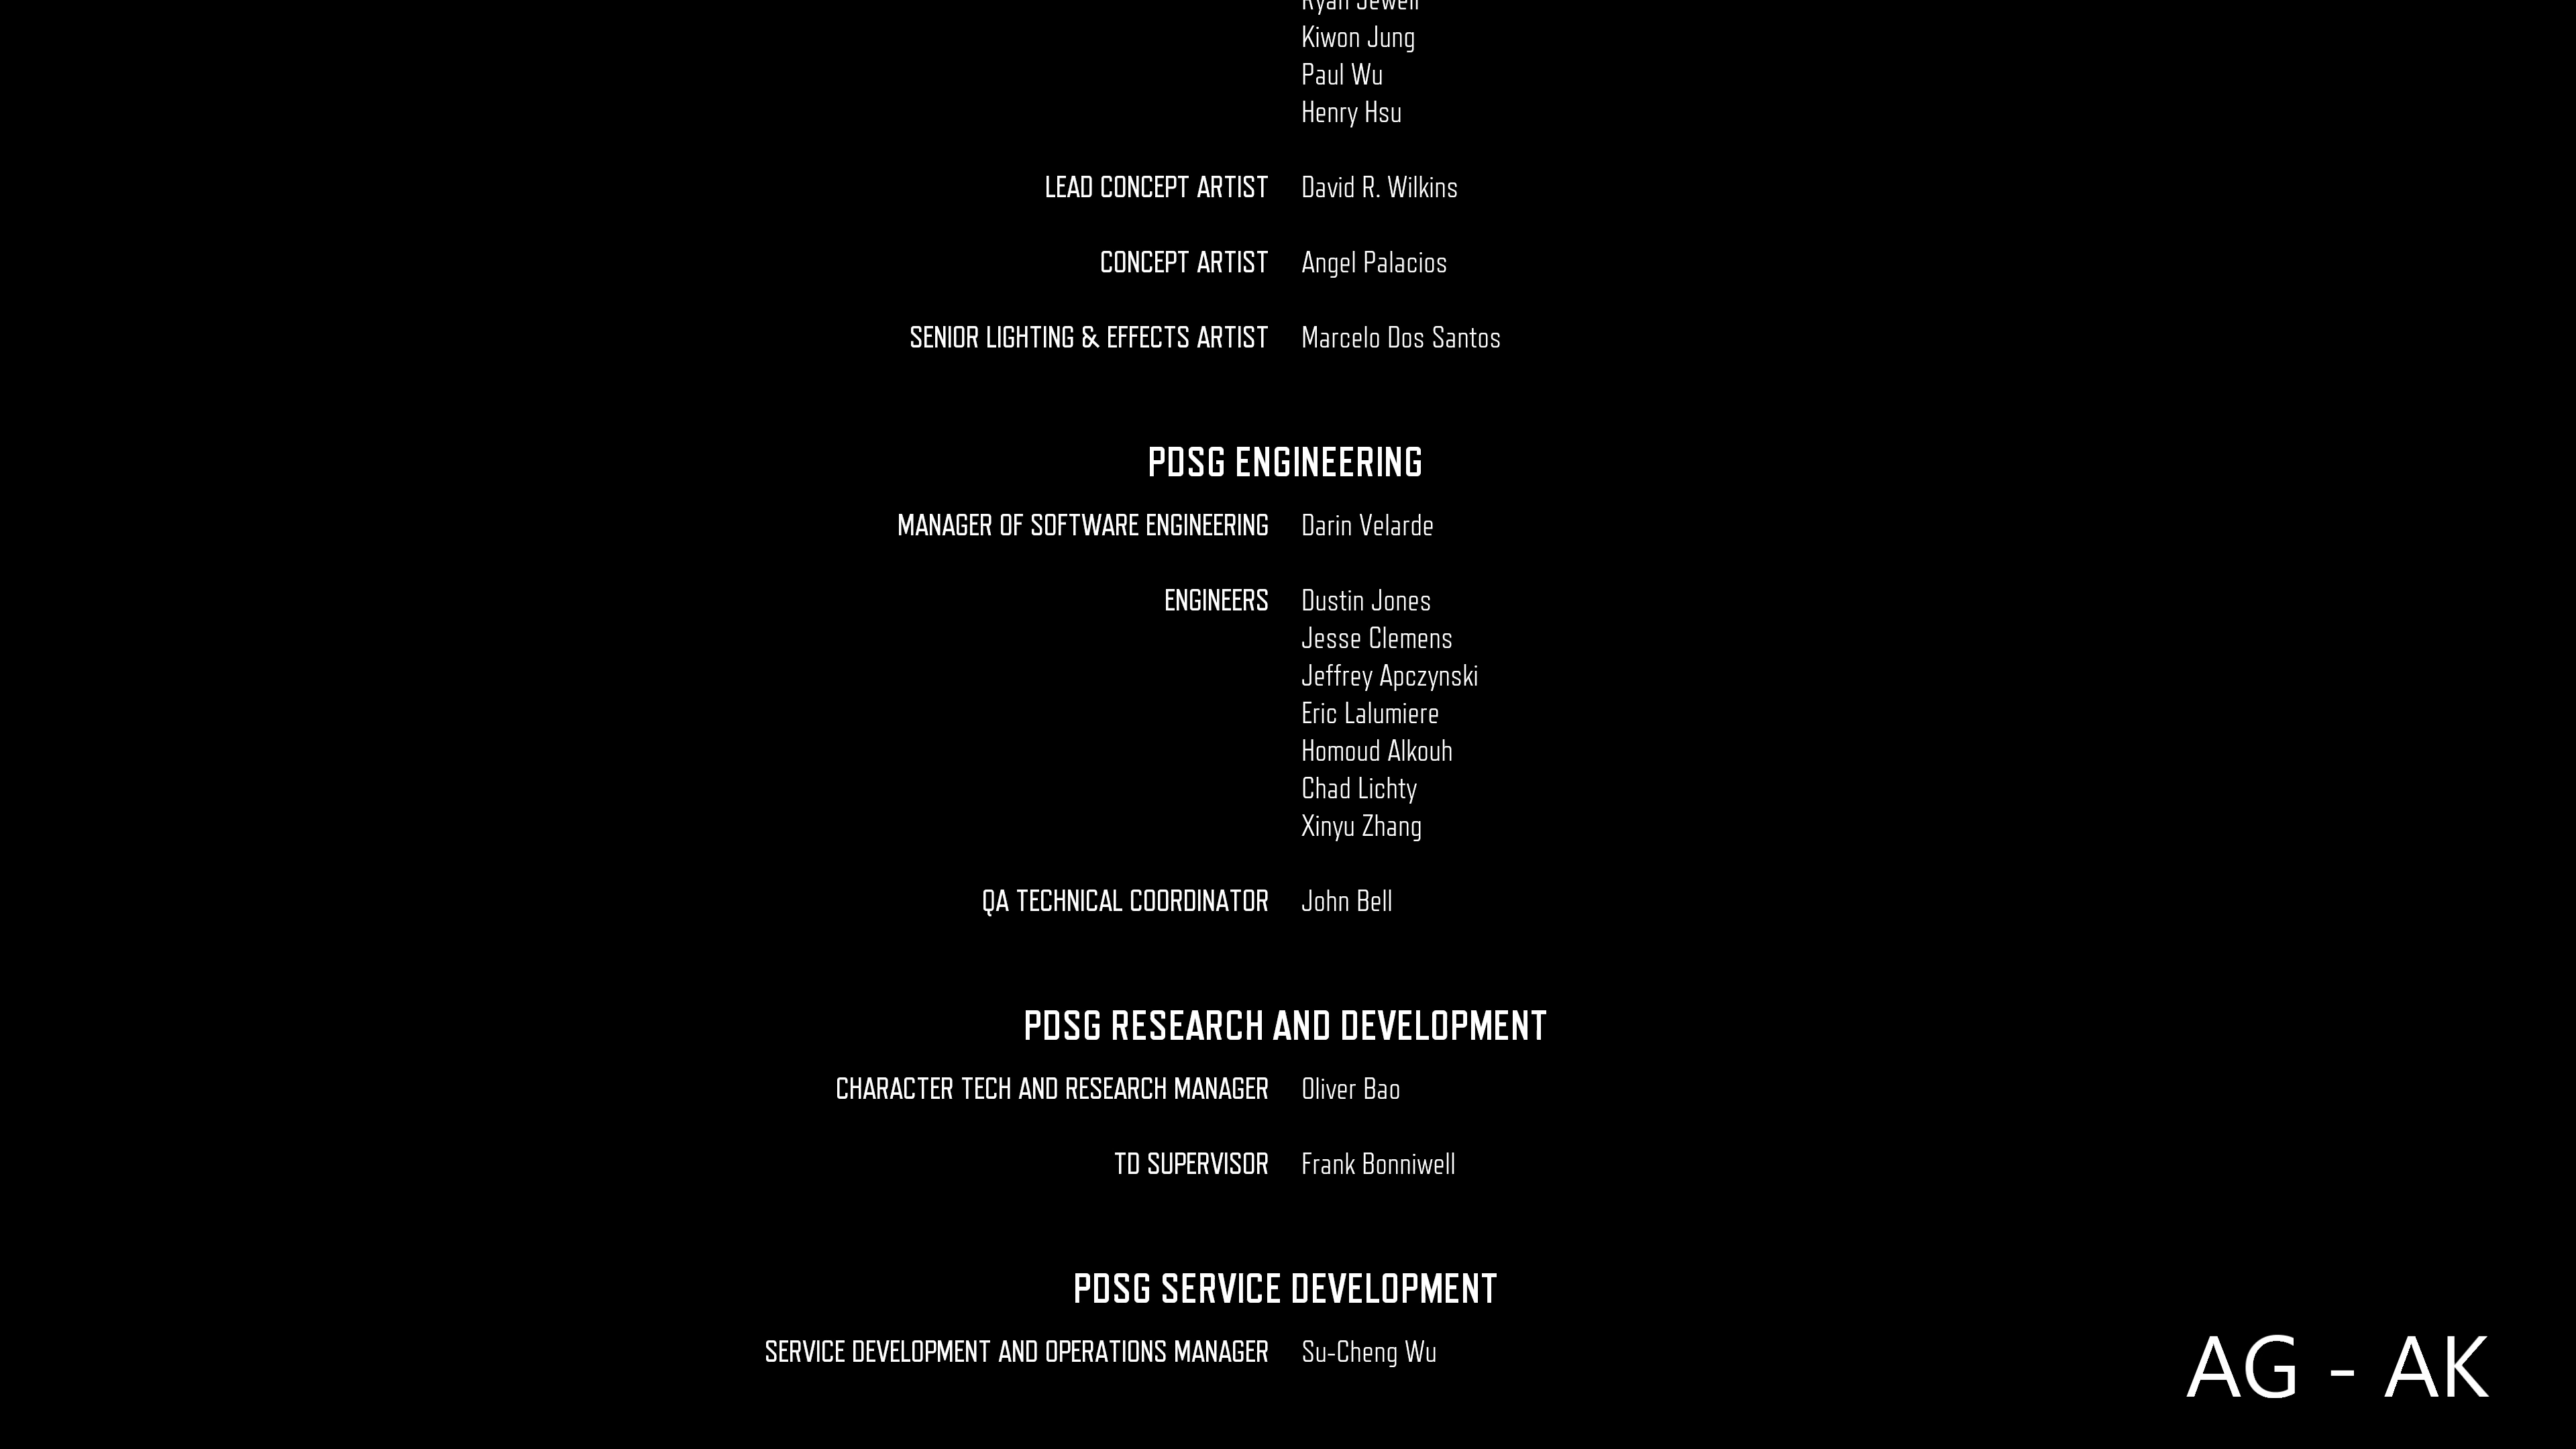 Ryan Jewell
Kiwon Jung
Paul Wu
Henry Hsu
LEAD CONCEPT ARTIST David R. Wilkins
CONCEPT ARTIST Angel Palacios
SENIOR LIGHTING & EFFECTS ARTIST Marcelo Dos Santos
PDSG ENGINEERING
MANAGER OF SOFTWARE ENGINEERING Darin Velarde
ENGINEERS Dustin Jones
Jesse Clemens
Jeffrey Apczynski
Eric Lalumiere
Homoud Alkouh
Chad Lichty
Xinyu Zhang
QA TECHNICAL COORDINATOR John Bell
PDSG RESEARCH AND DEVELOPMENT
CHARACTER TECH AND RESEARCH MANAGER Oliver Bao
TD SUPERVISOR Frank Bonniwell
PDSG SERVICE DEVELOPMENT
SERVICE DEVELOPMENT AND OPERATIONS MANAGER Su-Cheng Wu
AG - AK